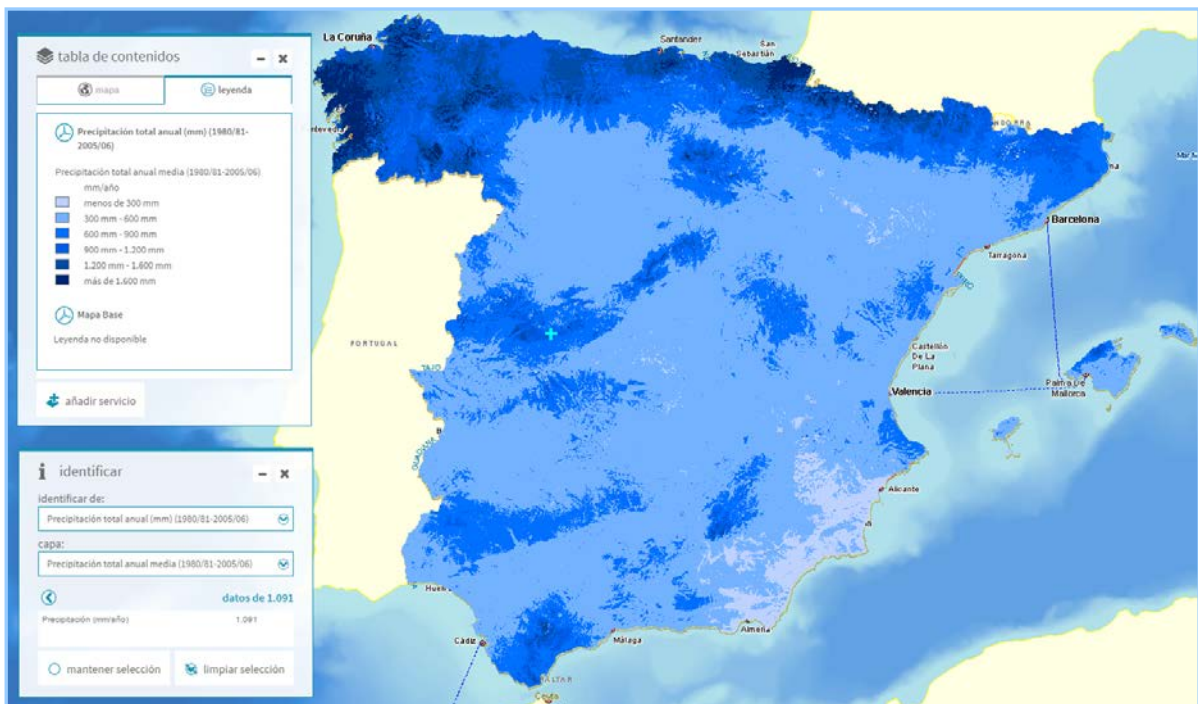 tabla de contenidos
mapa
leyenda
Precipitación total anual (mm) (1980/81-
2005/06)
Precipitación total anual media (1980/81-2005/06)
mm/año
menos de 300 mm
300 mm - 600 mm
600 mm - 900 mm
900 mm - 1.200 mm
1.200 mm - 1.600 mm
más de 1.600 mm
Mapa Base
Leyenda no disponible
añadir servicio
identificar
identificar de:
Precipitación total anual (mm) (1980/81-2005/06)
capa:
Precipitación total anual media (1980/81-2005/06)
datos de 1.091
Precipitación (mm/año) 1.091
mantener selección
limpiar selección
La Coruña
Santander
San
Sebastián
Barcelona
Tarragona
PORTUGAL
TAJO
GUADIANA
Castellón
De La
Plana
Valencia
Palma De
Mallorca
Alicante
Cádiz
Málaga
Almería
Ceuta